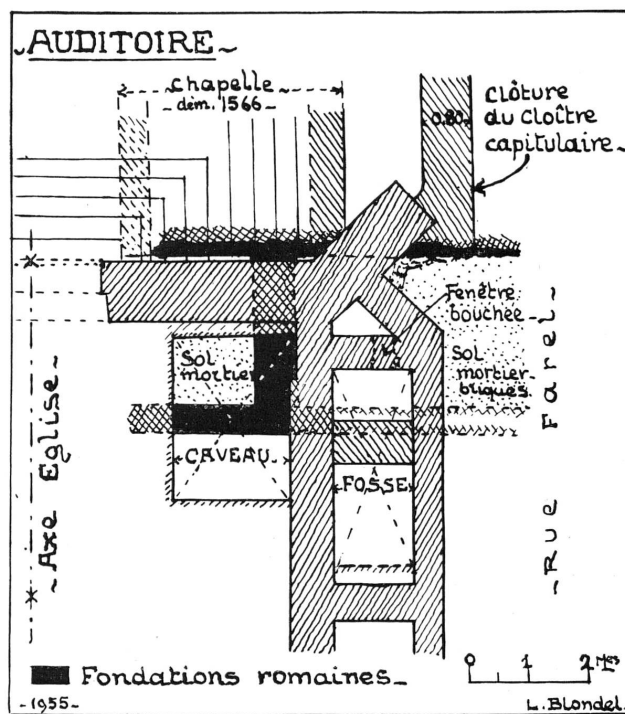 AUDITOIRE
chapelle
dém. 1566
0.80
Clôture
du Cloître
capitulaire
Fenêtre
bouchée
Sol
mortier
Sol
mortier
briques
CAVEAU
FOSSE
Axe Eglise
Rue Farel
Fondations romaines
0 1 2 Mtes
-1955-
L. Blondel.